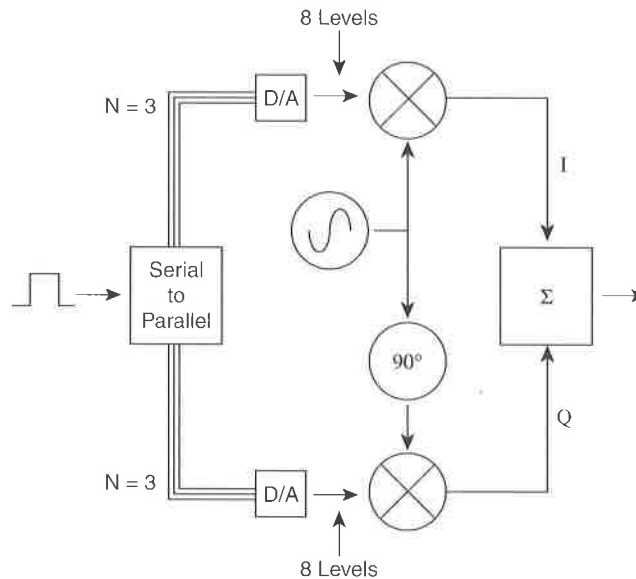 8 Levels
N = 3
D/A
I
Serial
to
Parallel
Σ
90°
Q
N = 3
D/A
8 Levels